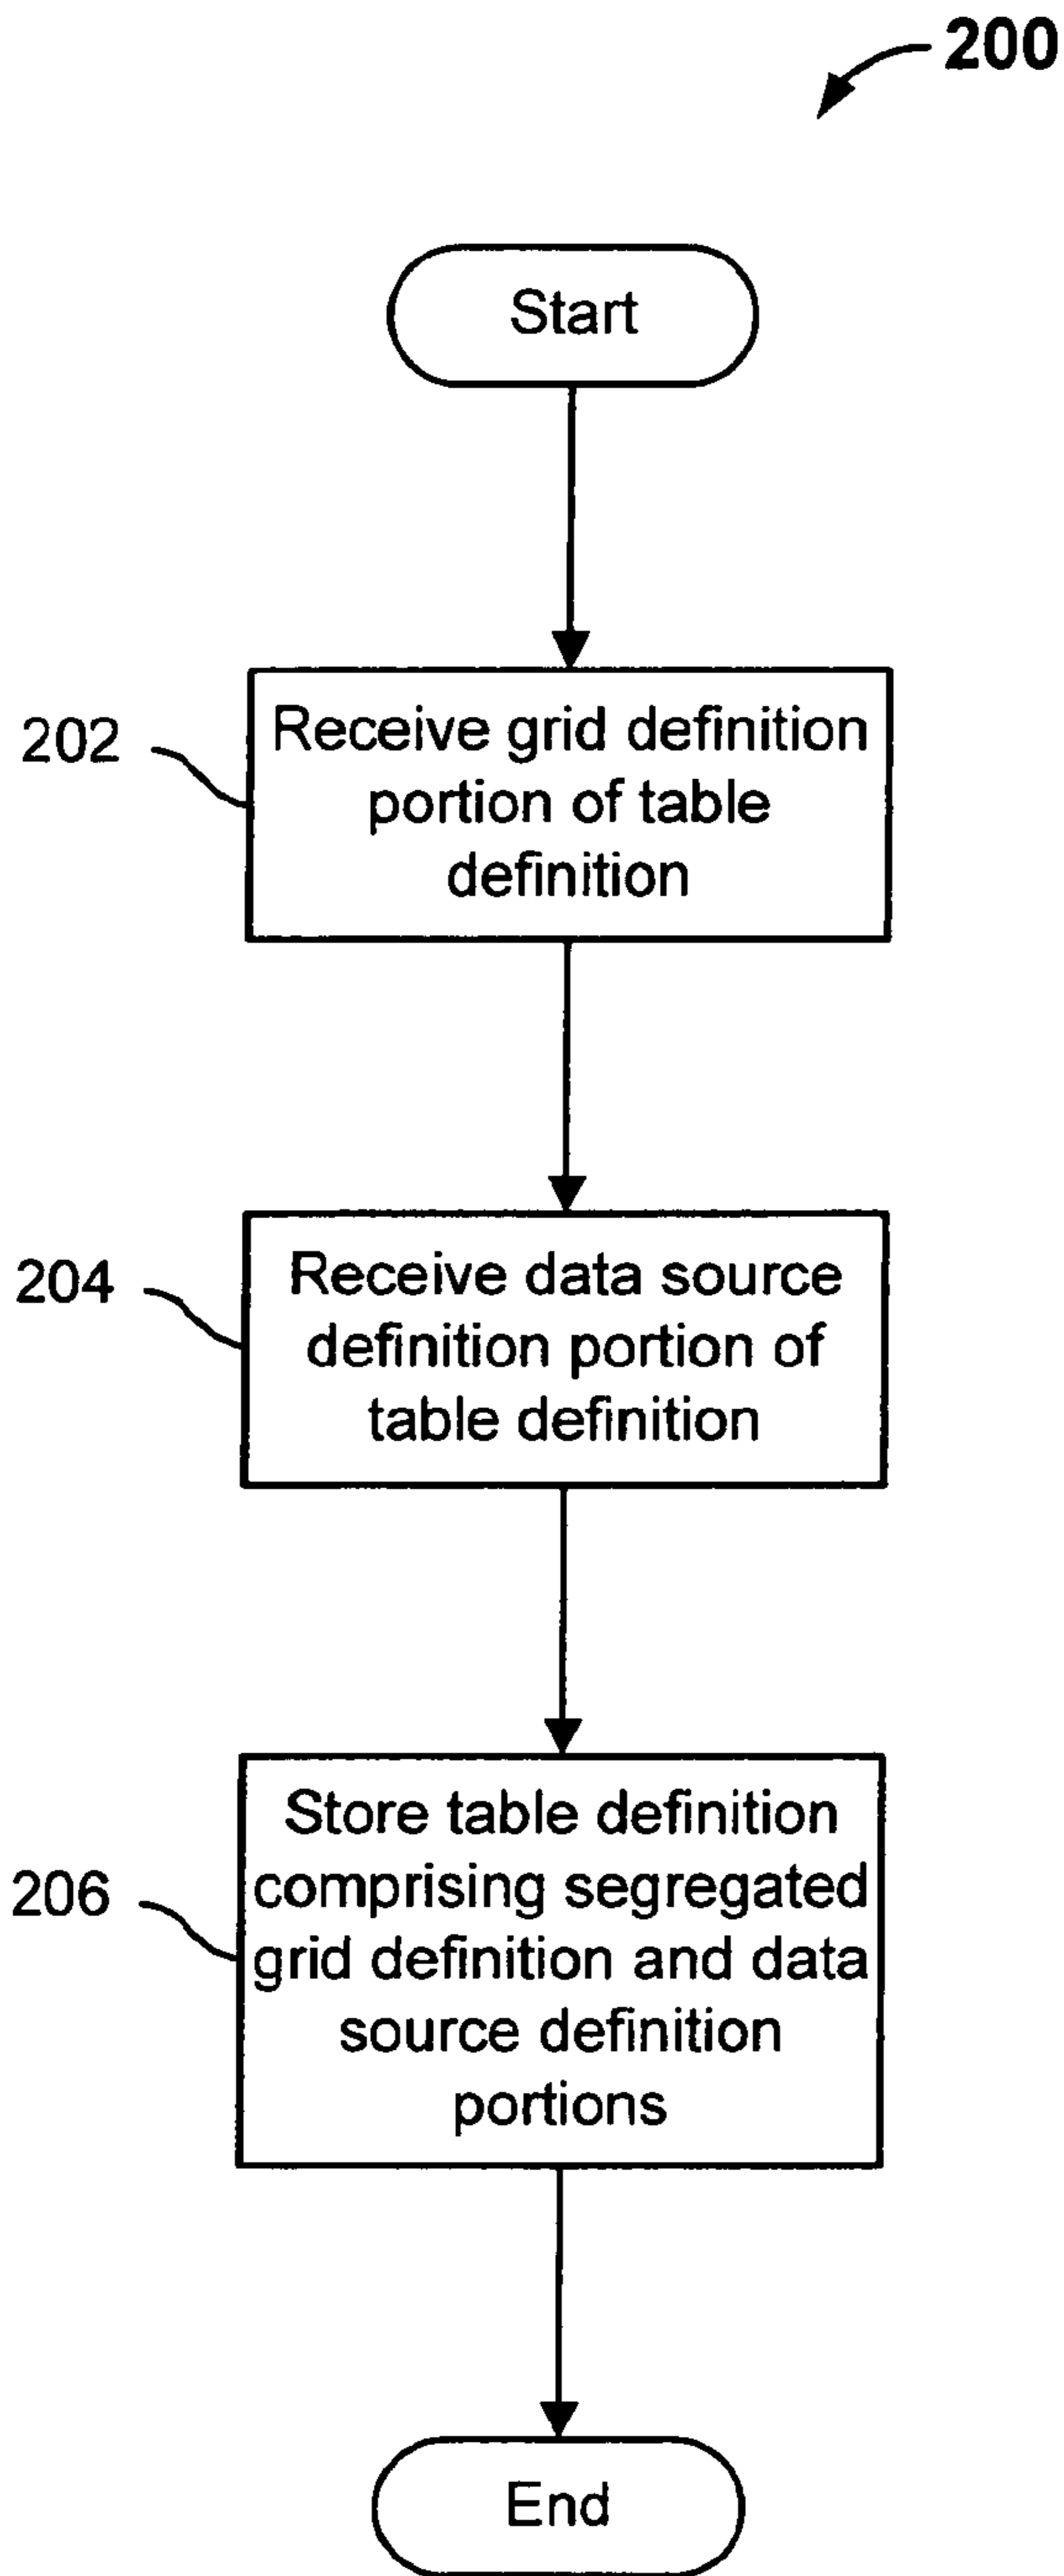 200
Start
202
Receive grid definition
portion of table
definition
204
Receive data source
definition portion of
table definition
206
Store table definition
comprising segregated
grid definition and data
source definition
portions
End